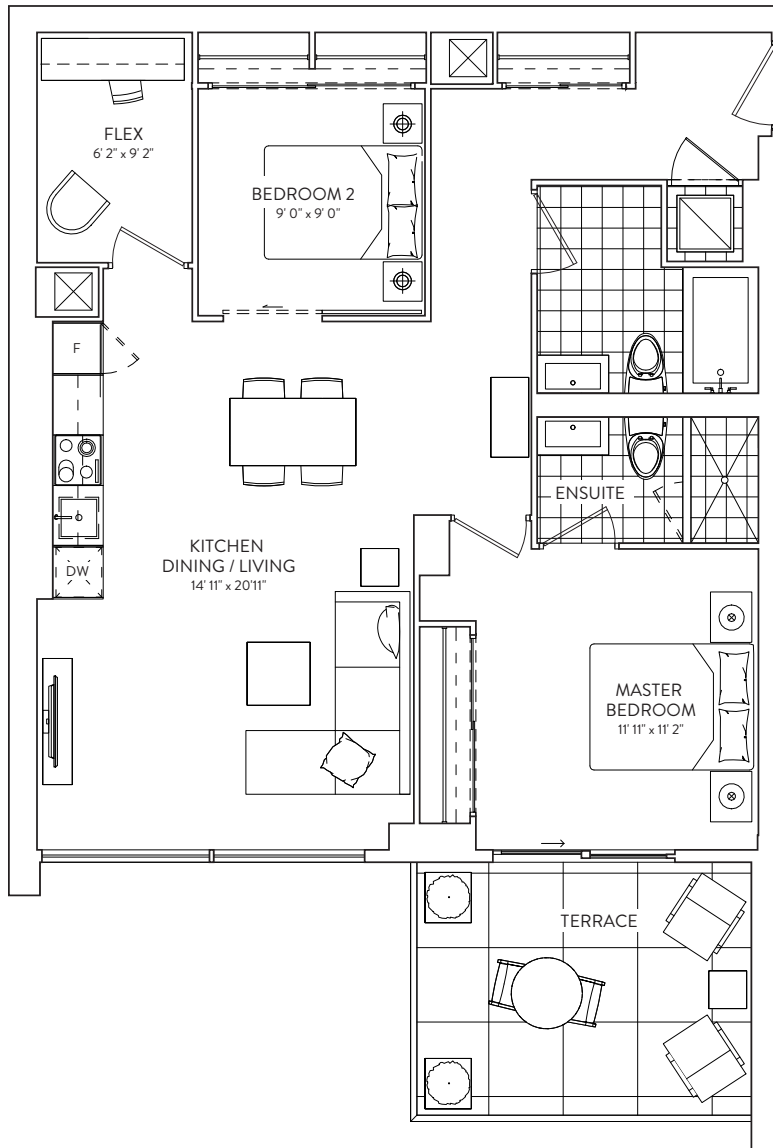 FLEX
6' 2" x 9' 2"
BEDROOM 2
9' 0" x 9' 0"
F
DW
KITCHEN
DINING / LIVING
14' 11" x 20'11"
ENSUITE
MASTER
BEDROOM
11' 11" x 11' 2"
TERRACE